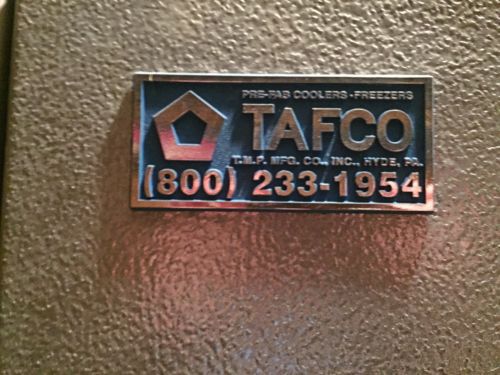 PRE-FAB COOLERS-FREEZERS
TAFCO
T.M.P. MFG. CO., INC., HYDE, PA.
(800) 233-1954